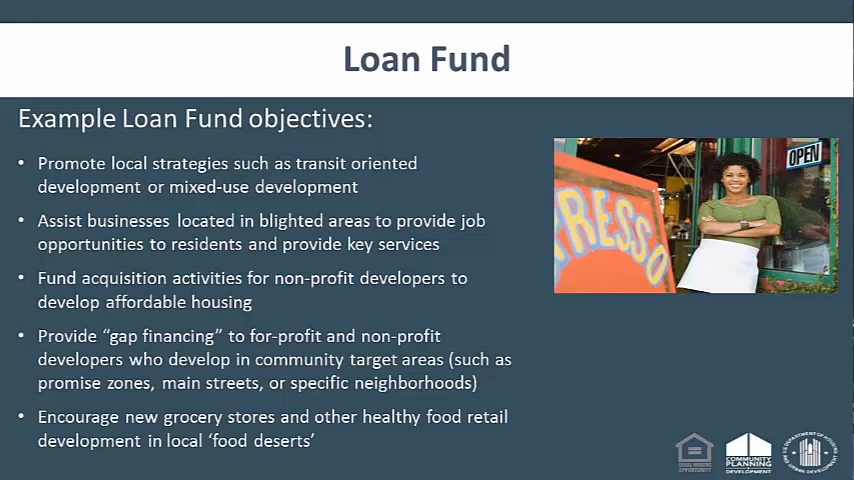 Loan Fund
Example Loan Fund objectives:
• Promote local strategies such as transit oriented
development or mixed-use development
• Assist businesses located in blighted areas to provide job
opportunities to residents and provide key services
• Fund acquisition activities for non-profit developers to
develop affordable housing
• Provide “gap financing” to for-profit and non-profit
developers who develop in community target areas (such as
promise zones, main streets, or specific neighborhoods)
• Encourage new grocery stores and other healthy food retail
development in local ‘food deserts’
OPEN
PRESSO
EQUAL HOUSING
OPPORTUNITY
COMMUNITY
PLANNING
DEVELOPMENT